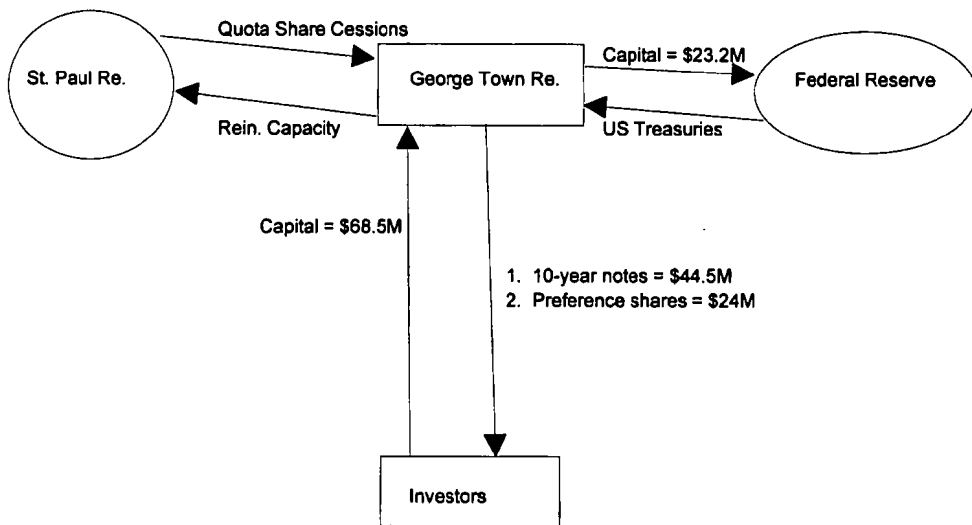 Quota Share Cessions
St. Paul Re.
George Town Re.
Capital = $23.2M
Federal Reserve
Rein. Capacity
US Treasuries
Capital = $68.5M
1. 10-year notes = $44.5M
2. Preference shares = $24M
Investors